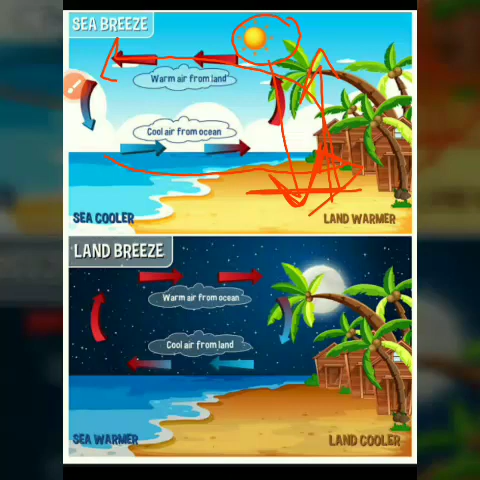 SEA BREEZE
Warm air from land
Cool air from ocean
SEA COOLER
LAND WARMER
LAND BREEZE
Warm air from ocean
Cool air from land
SEA WARMER
LAND COOLER